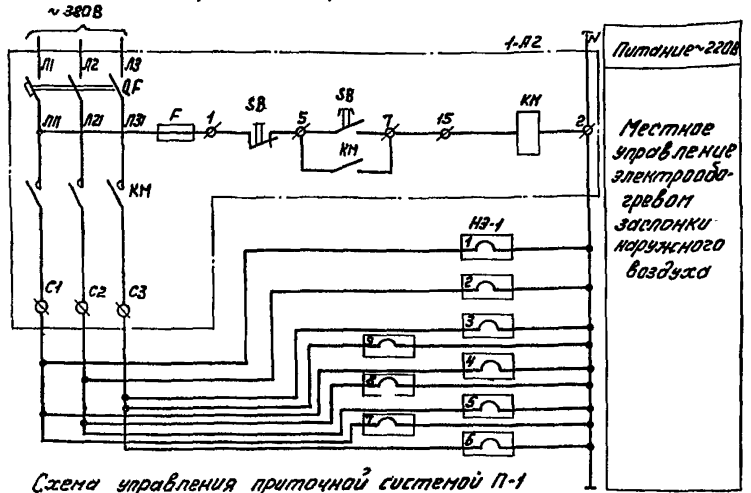 ~380В
Л1 Л2 Л3
QF
Л11 Л21 Л31
F
1
SB
5
SB
КМ
7
15
КМ
2
N
1-Я2
КМ
С1 С2 С3
НЭ-1
1
2
3
9
4
8
5
7
6
Питание~220В
Местное
управление
электрообо-
гревом
заслонки
наружного
воздуха
Схема управления приточной системой П-1